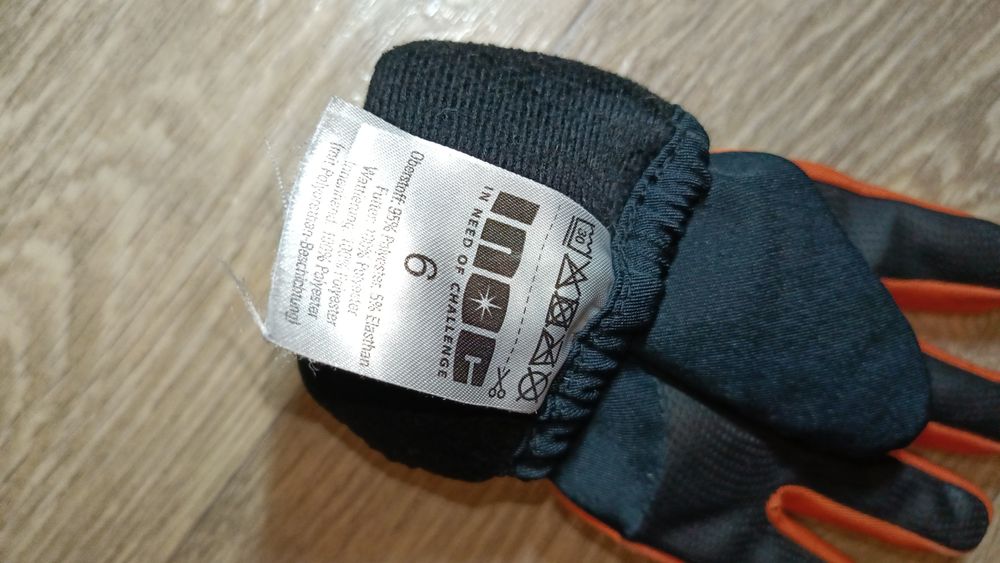 30
inoc
IN NEED OF CHALLENGE
6
Oberstoff: 95% Polyester, 5% Elasthan
Futter: 100% Polyester
Wattierung: 100% Polyester
Innenhand: 100% Polyester
(mit Polyurethan-Beschichtung)